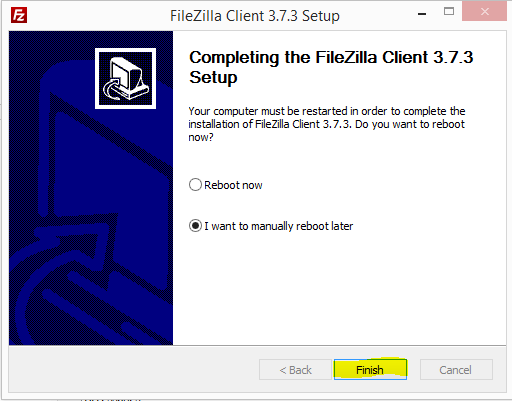 FZ
FileZilla Client 3.7.3 Setup
Completing the FileZilla Client 3.7.3
Setup
Your computer must be restarted in order to complete the
installation of FileZilla Client 3.7.3. Do you want to reboot
now?
Reboot now
I want to manually reboot later
< Back
Finish
Cancel